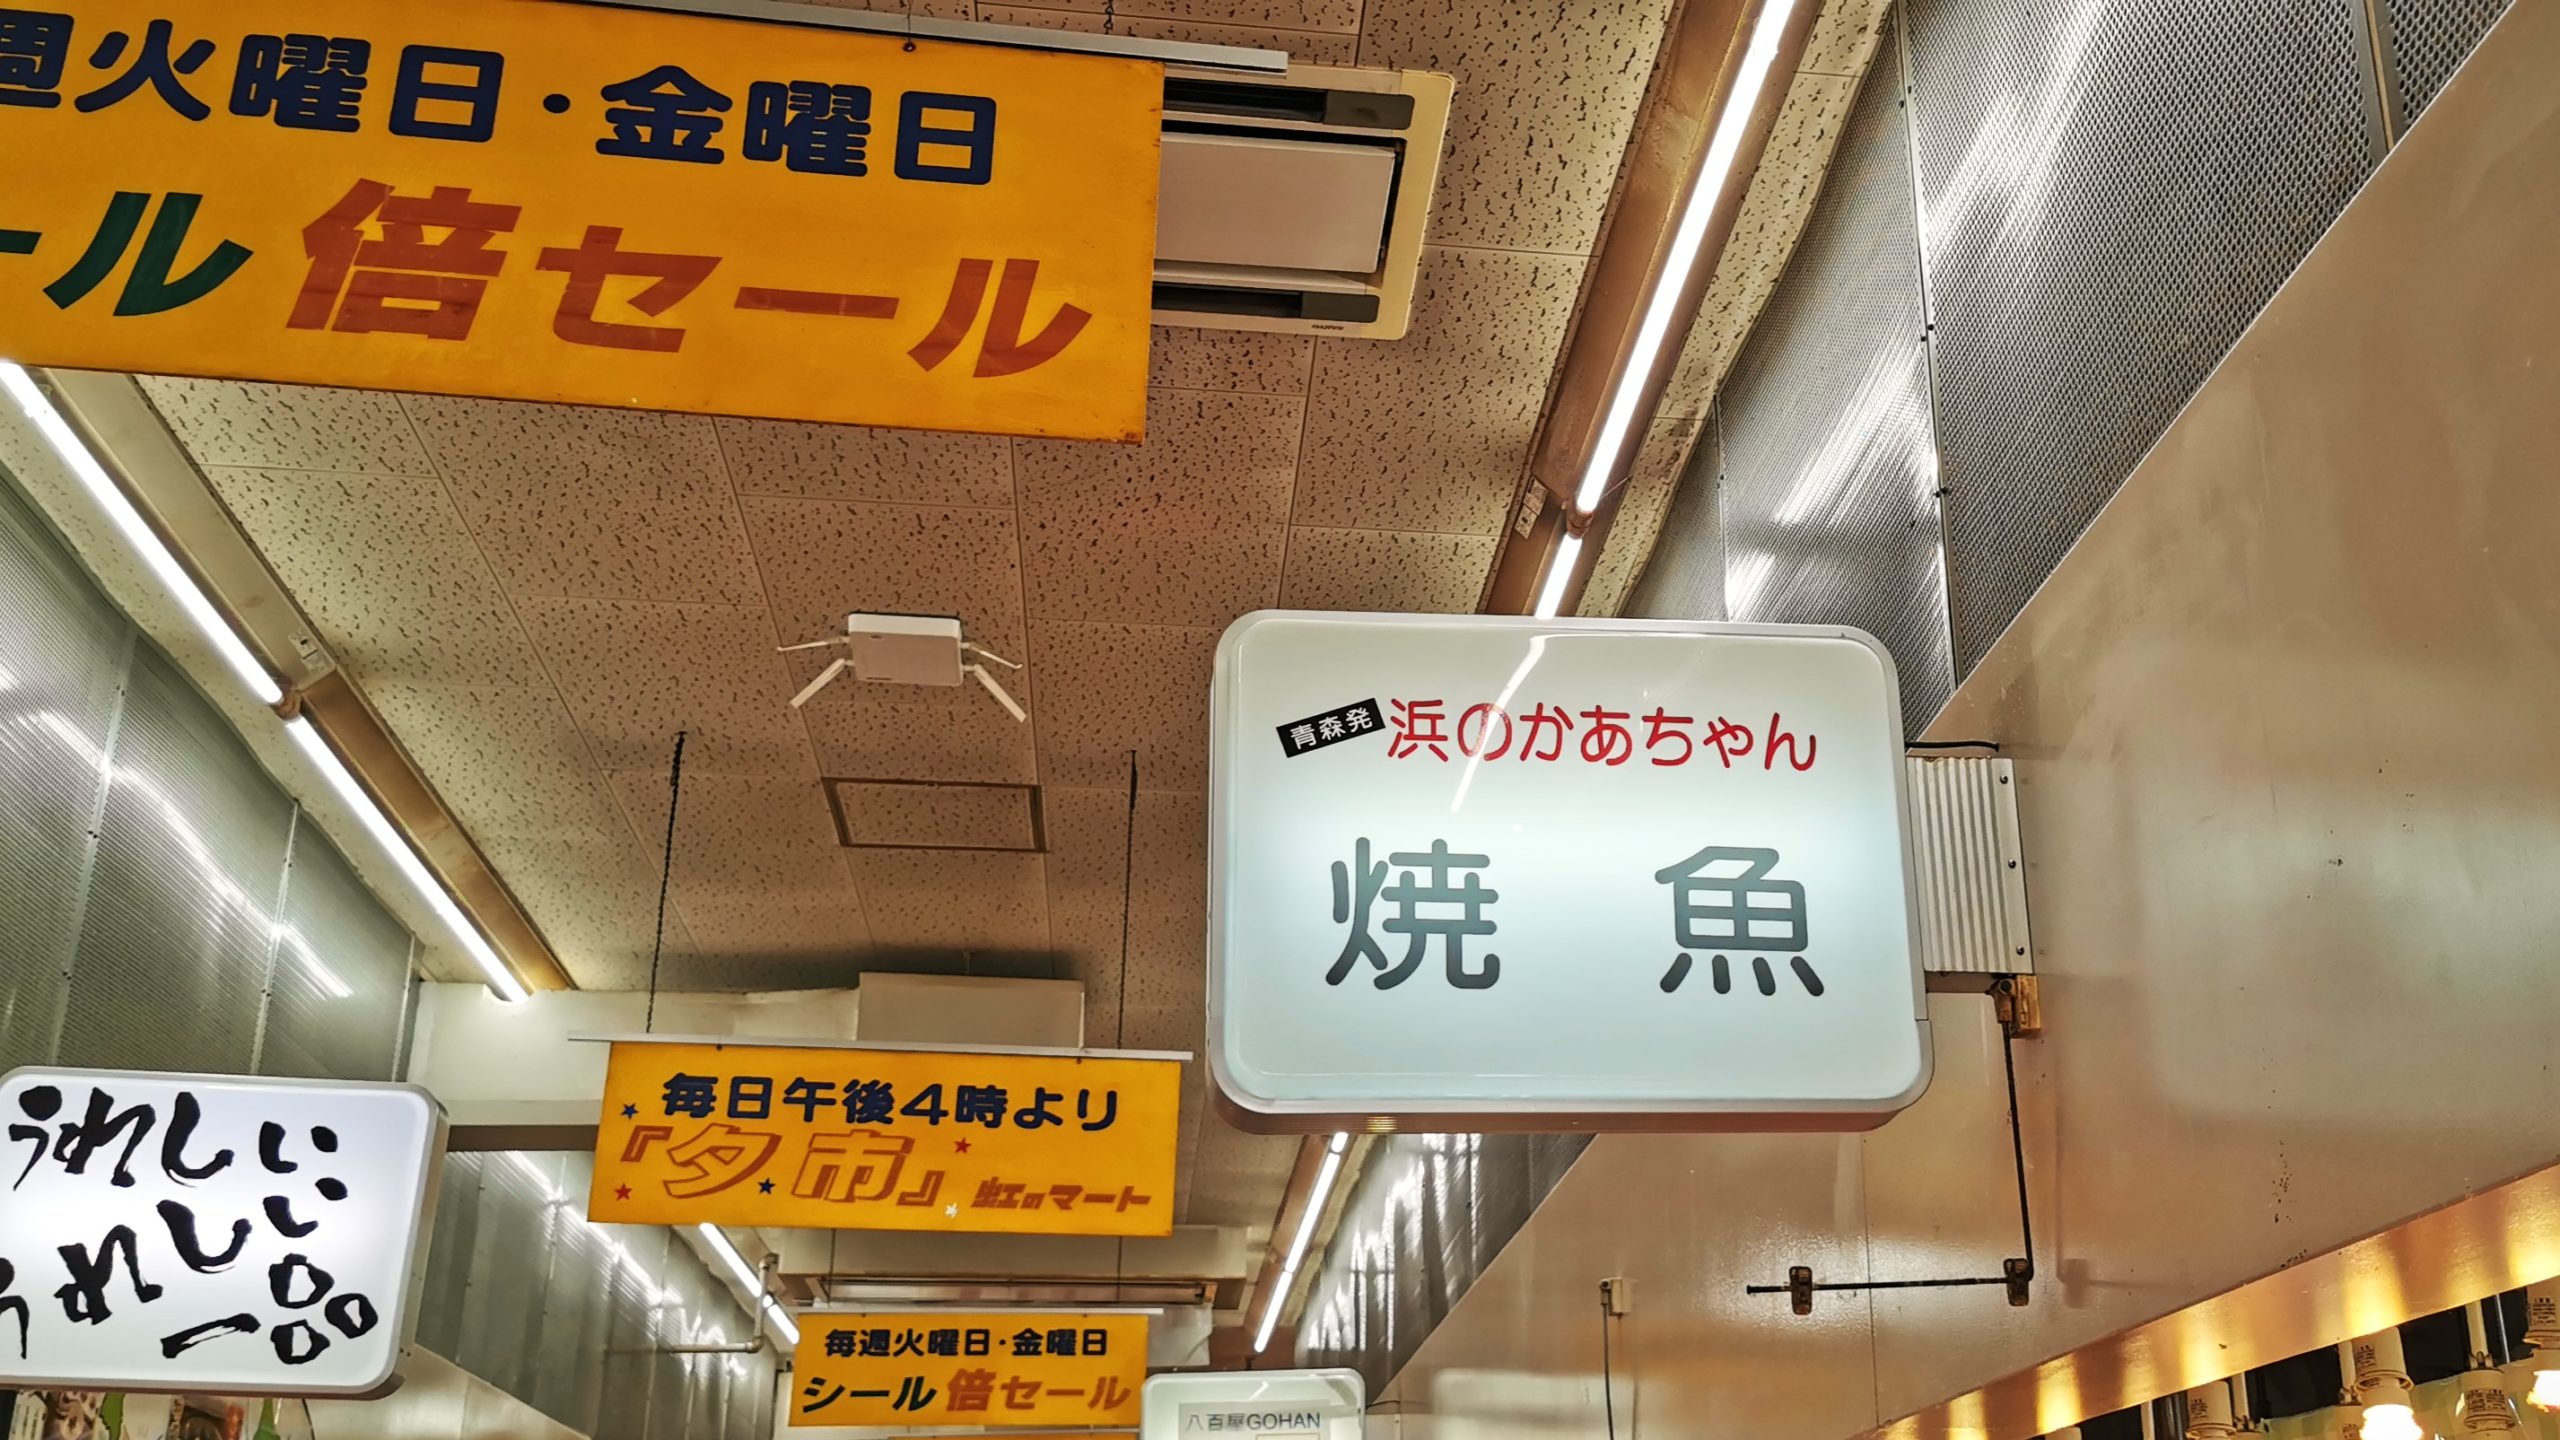 週火曜日・金曜日
ール 倍セール
青森発 浜のかあちゃん
焼 魚
毎日午後4時より
『夕市』 虹のマート
うれしい
うれしい
一品
毎週火曜日・金曜日
シール 倍セール
八百屋GOHAN